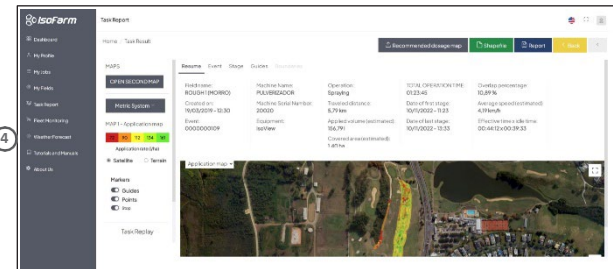 IsoFarm
Task Report
Dashboard
My Profile
My Jobs
My Fields
Task Report
Fleet Monitoring
Weather Forecast
Tutorials and Manuals
About Us
4
Home / Task Result
Recommended dosage map
Shapefile
Report
MAPS
OPEN SECOND MAP
Metric System
MAP 1 - Application map
Application rate l/ha
Satellite Terrain
Markers
Guides
Points
Task Replay
Resume Event Stage Guides
Field name:
ROUGH 1 (MORRO)
Created on:
19/05/2019 - 12:30
Event:
0000000109
Machine Name:
PULVERIZADOR
Machine Serial Number:
20020
Equipment:
IsoView
Operation:
Spraying
Traveled distance:
5,79 km
Applied volume (estimated):
156,79 l
Covered area (estimated):
TOTAL OPERATION TIME:
01:23:45
Date of first stage:
10/11/2022 - 11:23
Date of last stage:
10/11/2022 - 13:33
Overlap percentage:
10,89 %
Average speed (estimated):
4,19 km/h
Effective time x idle time:
00:44:12 x 00:39:33
Application map